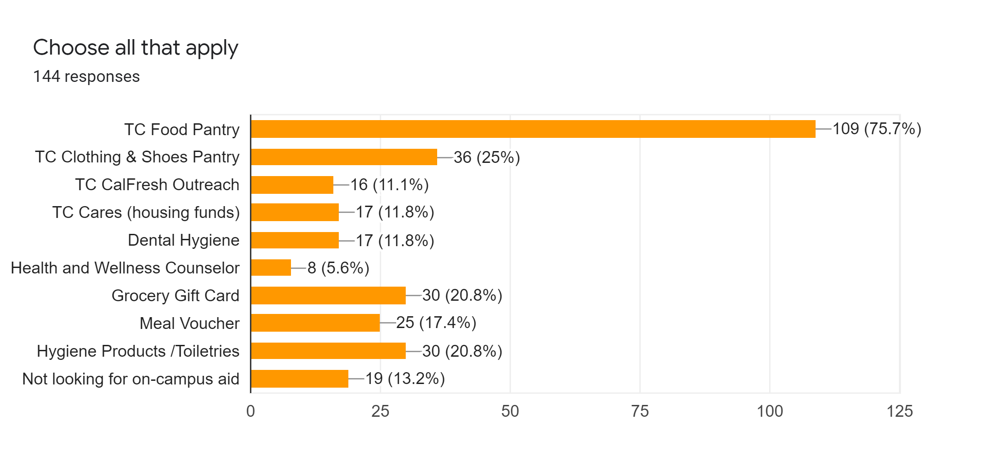 Choose all that apply
144 responses
TC Food Pantry 109 (75.7%)
TC Clothing & Shoes Pantry 36 (25%)
TC CalFresh Outreach 16 (11.1%)
TC Cares (housing funds) 17 (11.8%)
Dental Hygiene 17 (11.8%)
Health and Wellness Counselor 8 (5.6%)
Grocery Gift Card 30 (20.8%)
Meal Voucher 25 (17.4%)
Hygiene Products /Toiletries 30 (20.8%)
Not looking for on-campus aid 19 (13.2%)
0 25 50 75 100 125